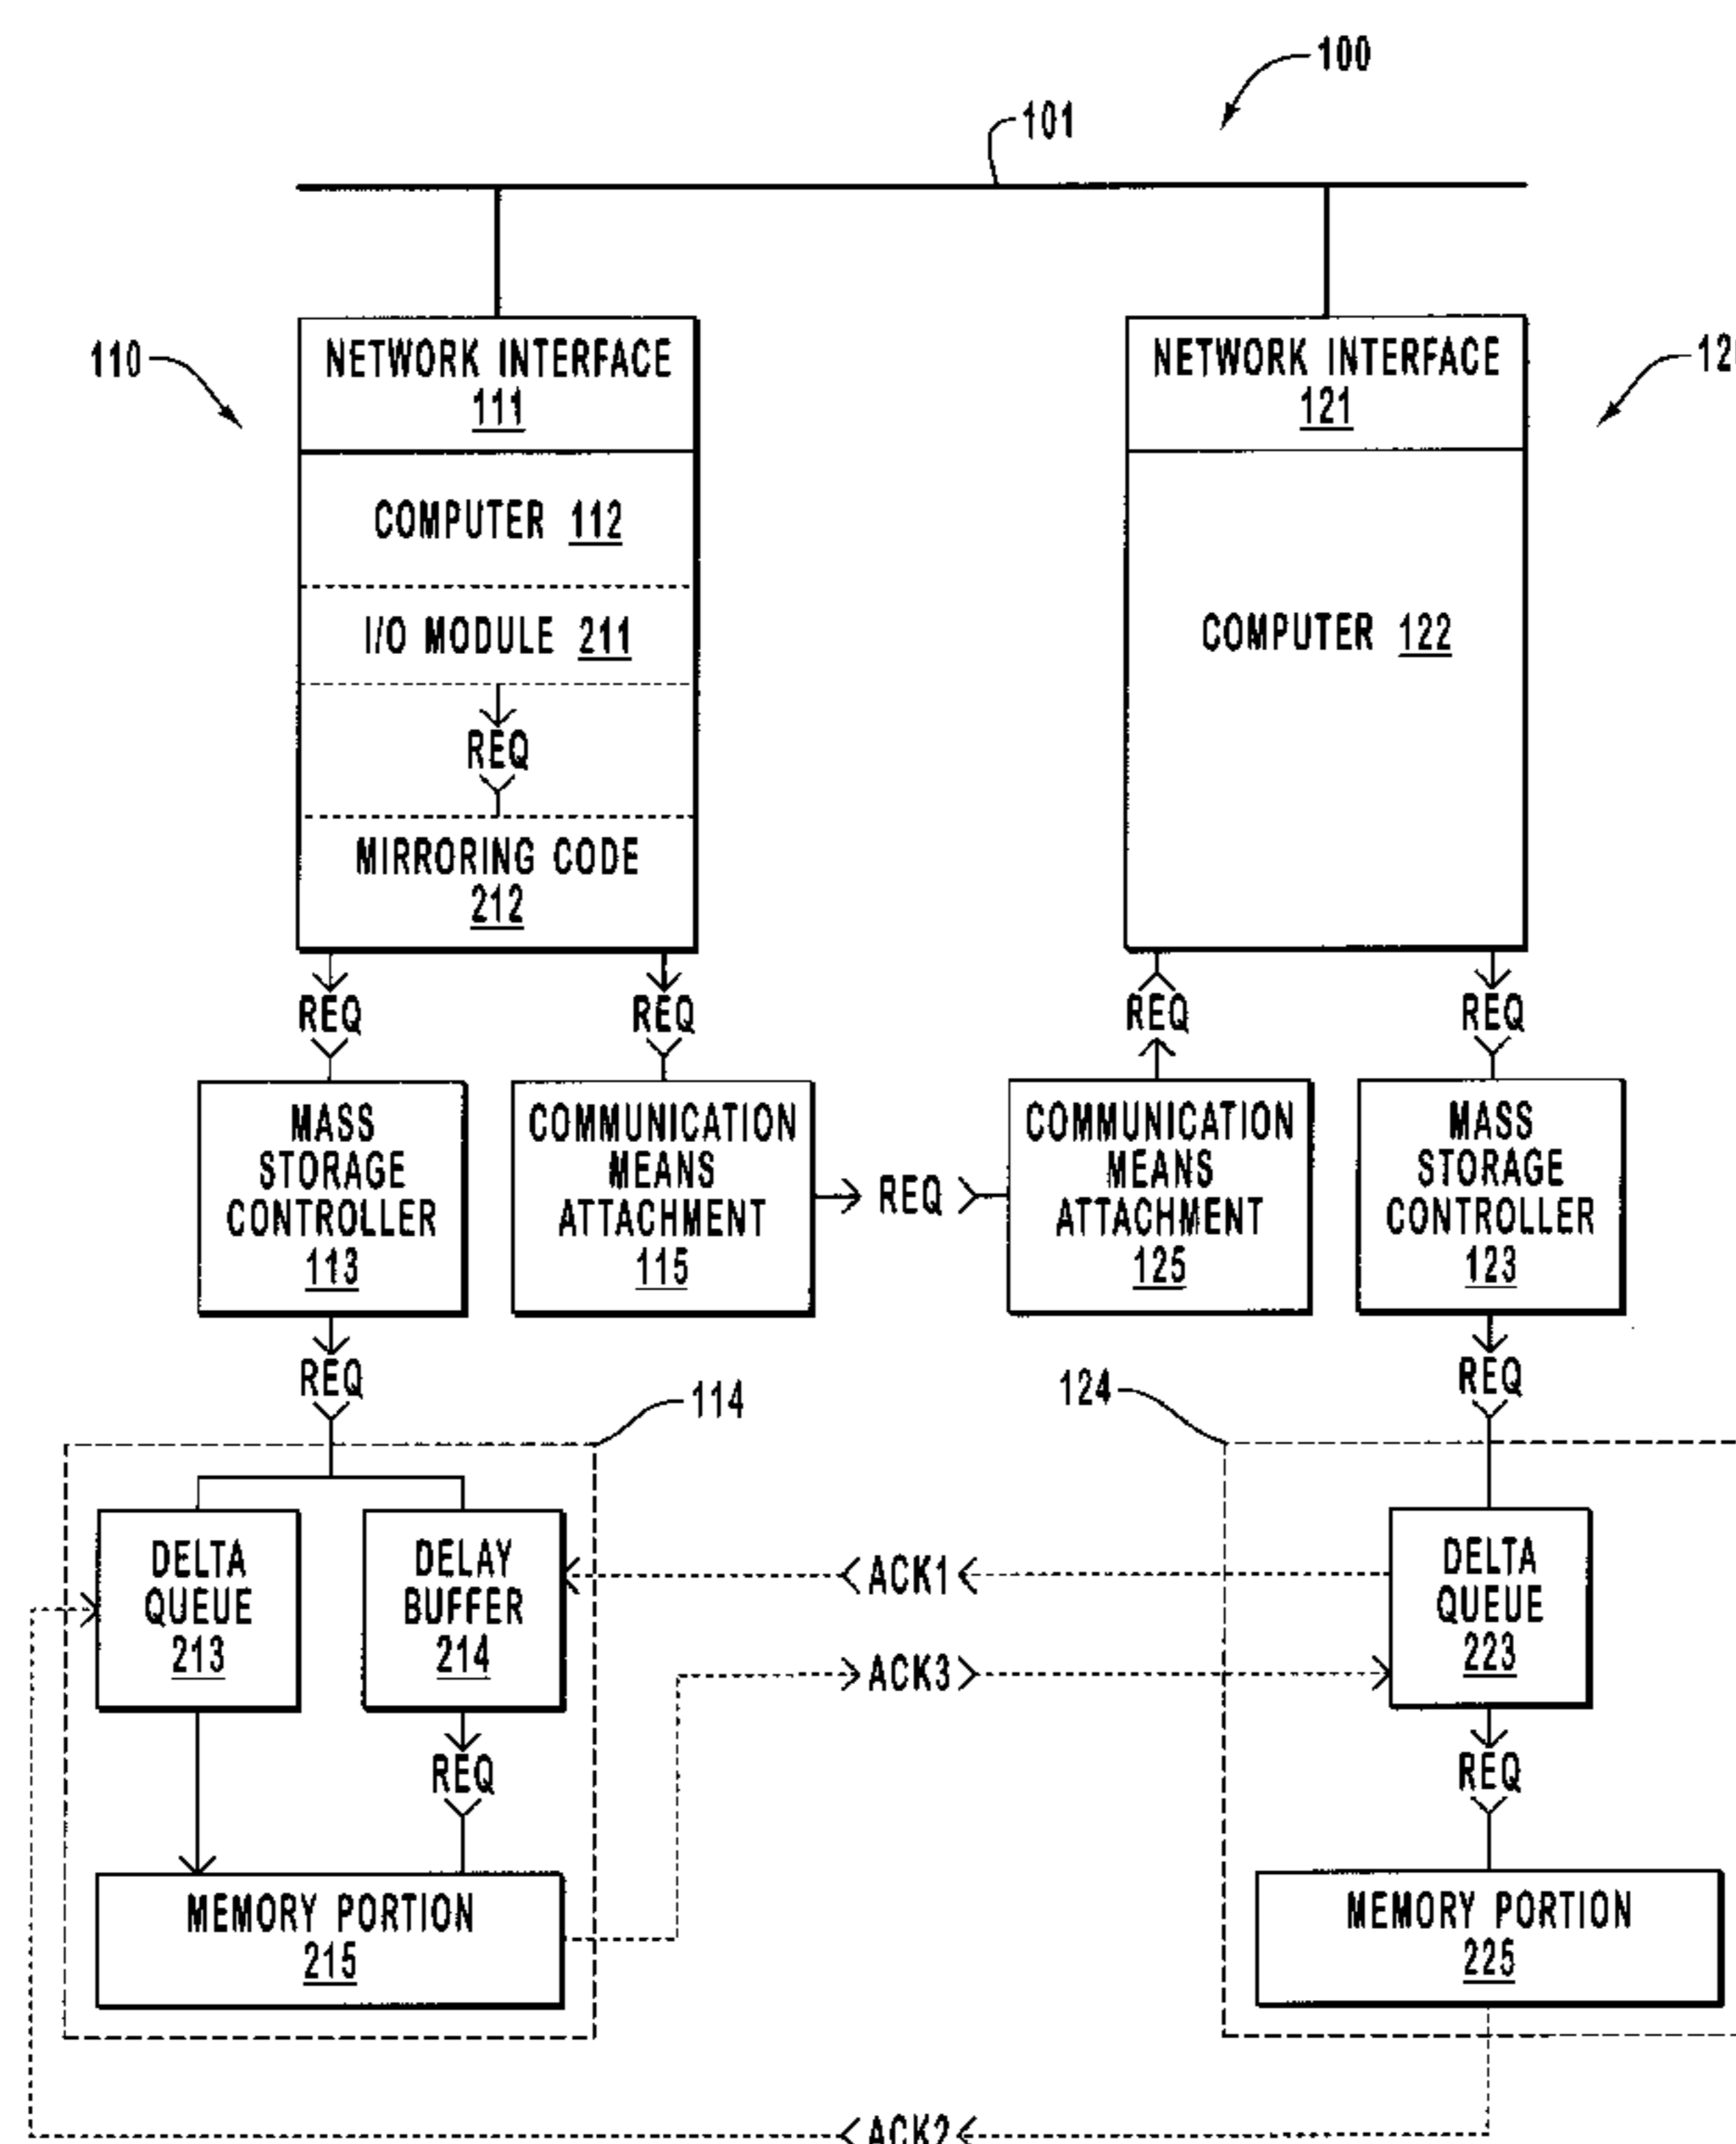 100
101
110
NETWORK INTERFACE
111
NETWORK INTERFACE
121
12
COMPUTER 112
I/O MODULE 211
REQ
MIRRORING CODE
212
COMPUTER 122
REQ
REQ
REQ
REQ
MASS
STORAGE
CONTROLLER
113
COMMUNICATION
MEANS
ATTACHMENT
115
REQ
COMMUNICATION
MEANS
ATTACHMENT
125
MASS
STORAGE
CONTROLLER
123
REQ
REQ
114
124
DELTA
QUEUE
213
DELAY
BUFFER
214
ACK1
ACK3
DELTA
QUEUE
223
REQ
REQ
MEMORY PORTION
215
MEMORY PORTION
225
ACK2